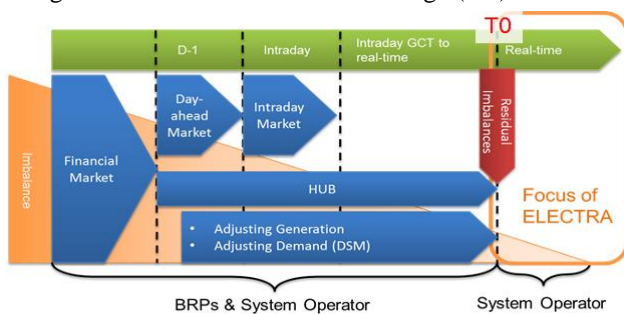 T0
D-1
Intraday
Intraday GCT to
real-time
Real-time
Imbalance
Financial
Market
Day-
ahead
Market
Intraday
Market
Residual
Imbalances
HUB
• Adjusting Generation
• Adjusting Demand (DSM)
Focus of
ELECTRA
BRPs & System Operator
System Operator